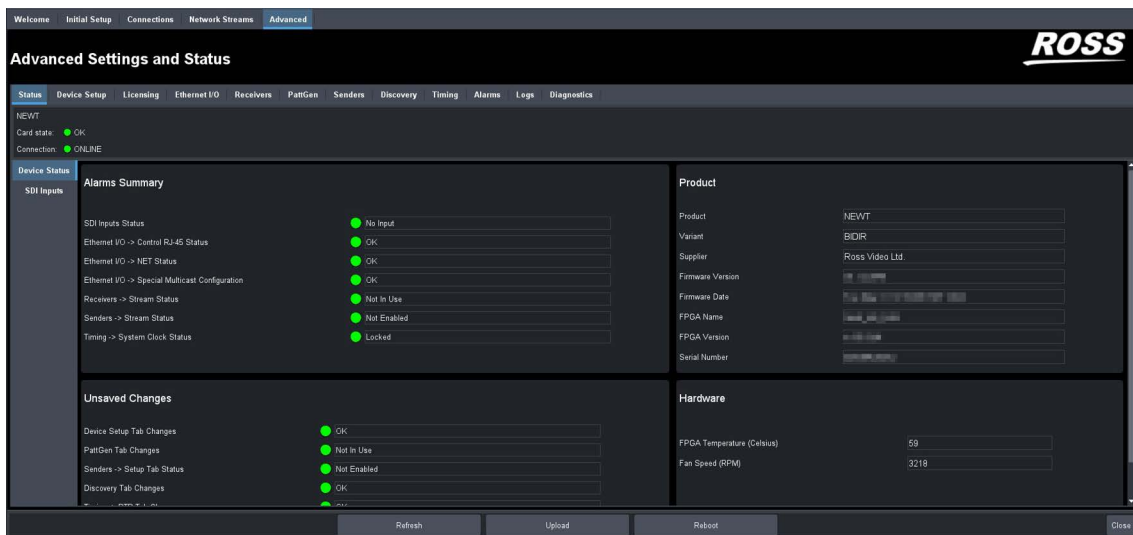 Welcome Initial Setup Connections Network Streams Advanced
Advanced Settings and Status
ROSS
Status Device Setup Licensing Ethernet I/O Receivers PattGen Senders Discovery Timing Alarms Logs Diagnostics
NEWT
Card state: OK
Connection: ONLINE
Device Status
SDI Inputs
Alarms Summary
SDI Inputs Status No Input
Ethernet I/O -> Control RJ-45 Status OK
Ethernet I/O -> NET Status OK
Ethernet I/O -> Special Multicast Configuration OK
Receivers -> Stream Status Not In Use
Senders -> Stream Status Not Enabled
Timing -> System Clock Status Locked
Product
Product NEWT
Variant BIDIR
Supplier Ross Video Ltd.
Firmware Version
Firmware Date
FPGA Name
FPGA Version
Serial Number
Unsaved Changes
Device Setup Tab Changes OK
PattGen Tab Changes Not In Use
Senders -> Setup Tab Status Not Enabled
Discovery Tab Changes OK
Hardware
FPGA Temperature (Celsius) 59
Fan Speed (RPM) 3218
Refresh Upload Reboot Close